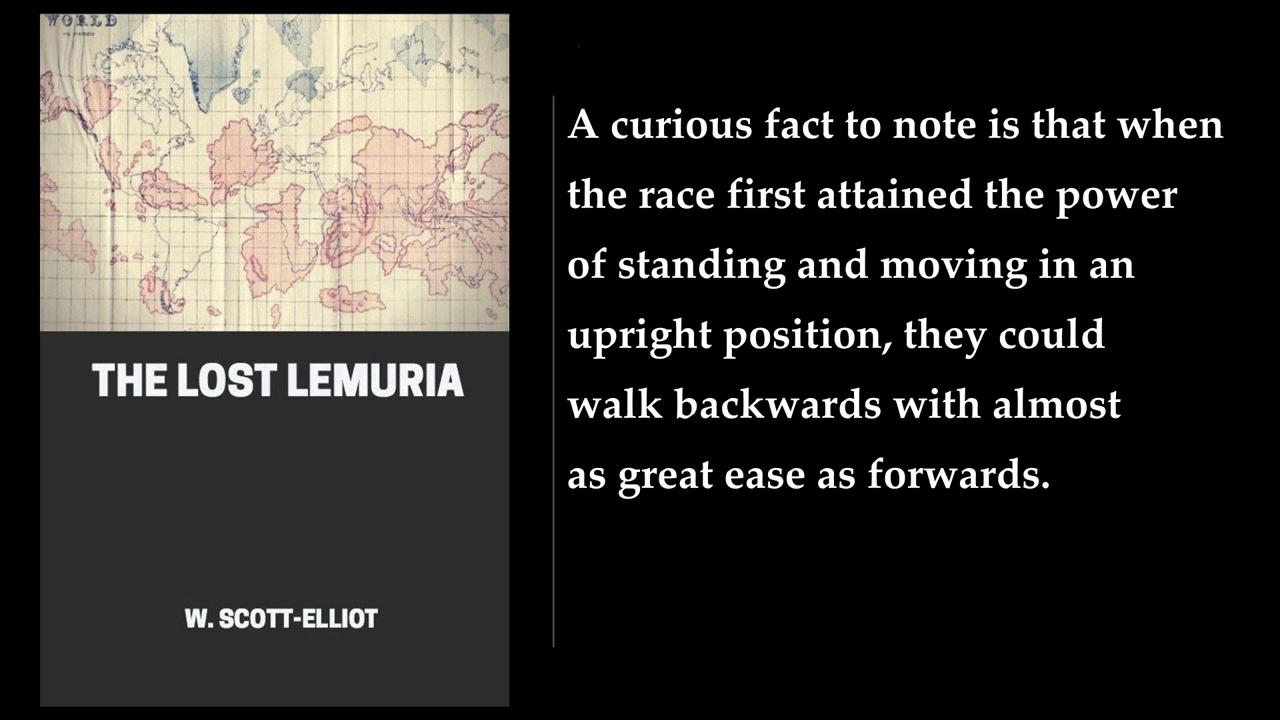 WORLD
THE LOST LEMURIA
W. SCOTT-ELLIOT
A curious fact to note is that when
the race first attained the power
of standing and moving in an
upright position, they could
walk backwards with almost
as great ease as forwards.